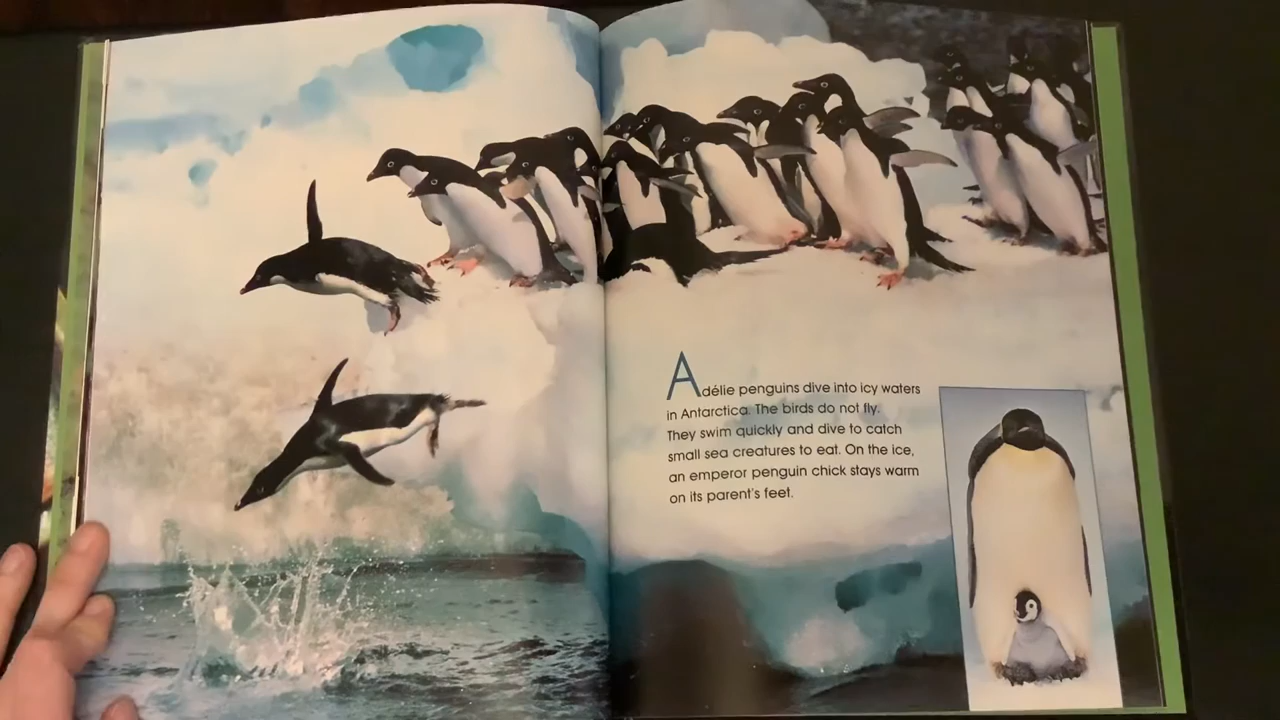 Adélie penguins dive into icy waters
in Antarctica. The birds do not fly.
They swim quickly and dive to catch
small sea creatures to eat. On the ice,
an emperor penguin chick stays warm
on its parent's feet.